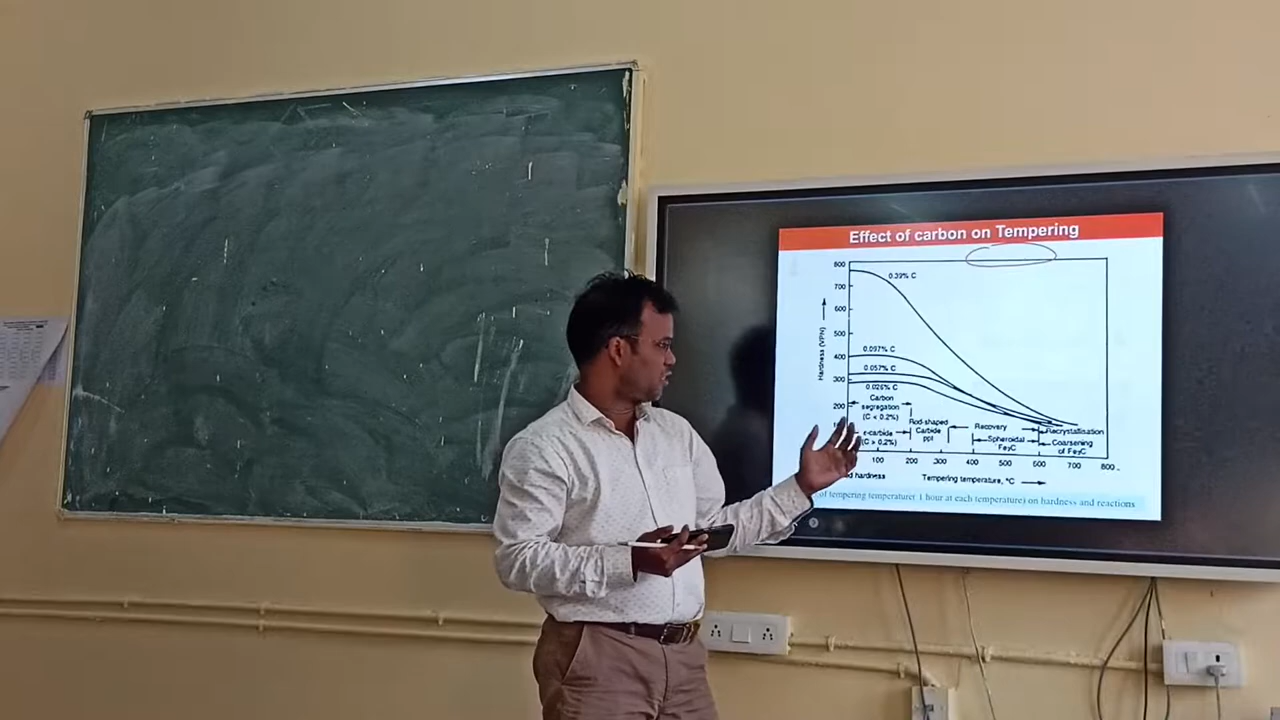 Effect of carbon on Tempering
800
700
600
500
400
300
200
Hardness (VPN)
0.39% C
0.097% C
0.057% C
0.026% C
Carbon
segregation
(C < 0.2%)
ε-carbide
(C > 0.2%)
Rod-shaped
Carbide
ppt
Recovery
Spheroidal
Fe₃C
Recrystallisation
Coarsening
of Fe₃C
100 200 300 400 500 600 700 800
hardness
Tempering temperature, °C
of tempering temperature( 1 hour at each temperature) on hardness and reactions